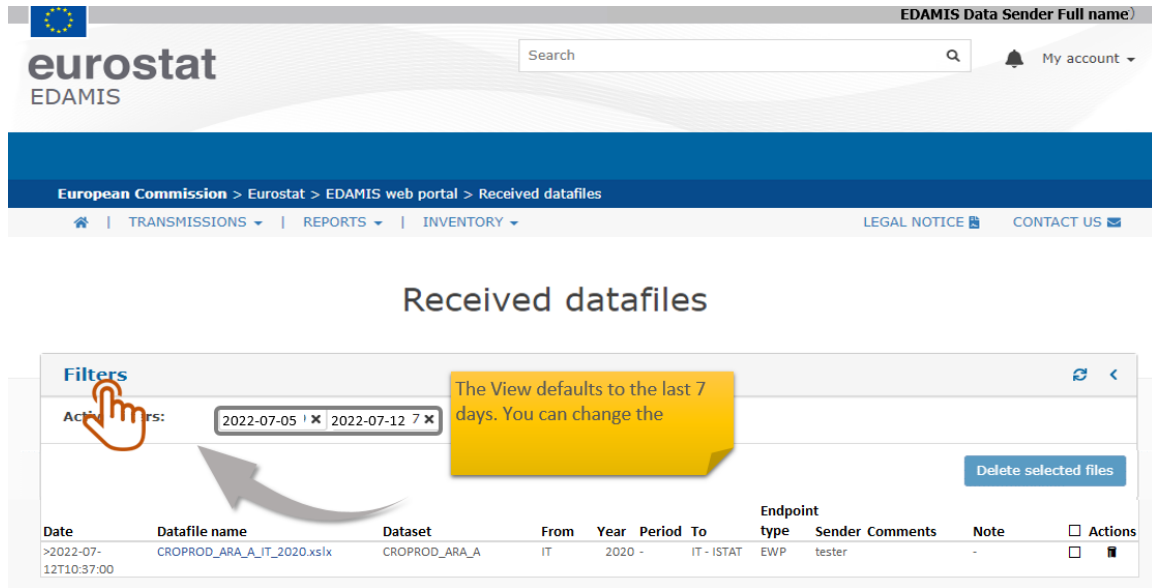 EDAMIS Data Sender Full name)
eurostat
EDAMIS
Search
My account
European Commission > Eurostat > EDAMIS web portal > Received datafiles
| TRANSMISSIONS | REPORTS | INVENTORY
LEGAL NOTICE CONTACT US
Received datafiles
Filters
The View defaults to the last 7
days. You can change the
2022-07-05 × 2022-07-12 7 ×
Delete selected files
Date Datafile name Dataset From Year Period To Endpoint type Sender Comments Note Actions
>2022-07- CROPROD_ARA_A_IT_2020.xslx CROPROD_ARA_A IT 2020 - IT - ISTAT EWP tester -
12T10:37:00